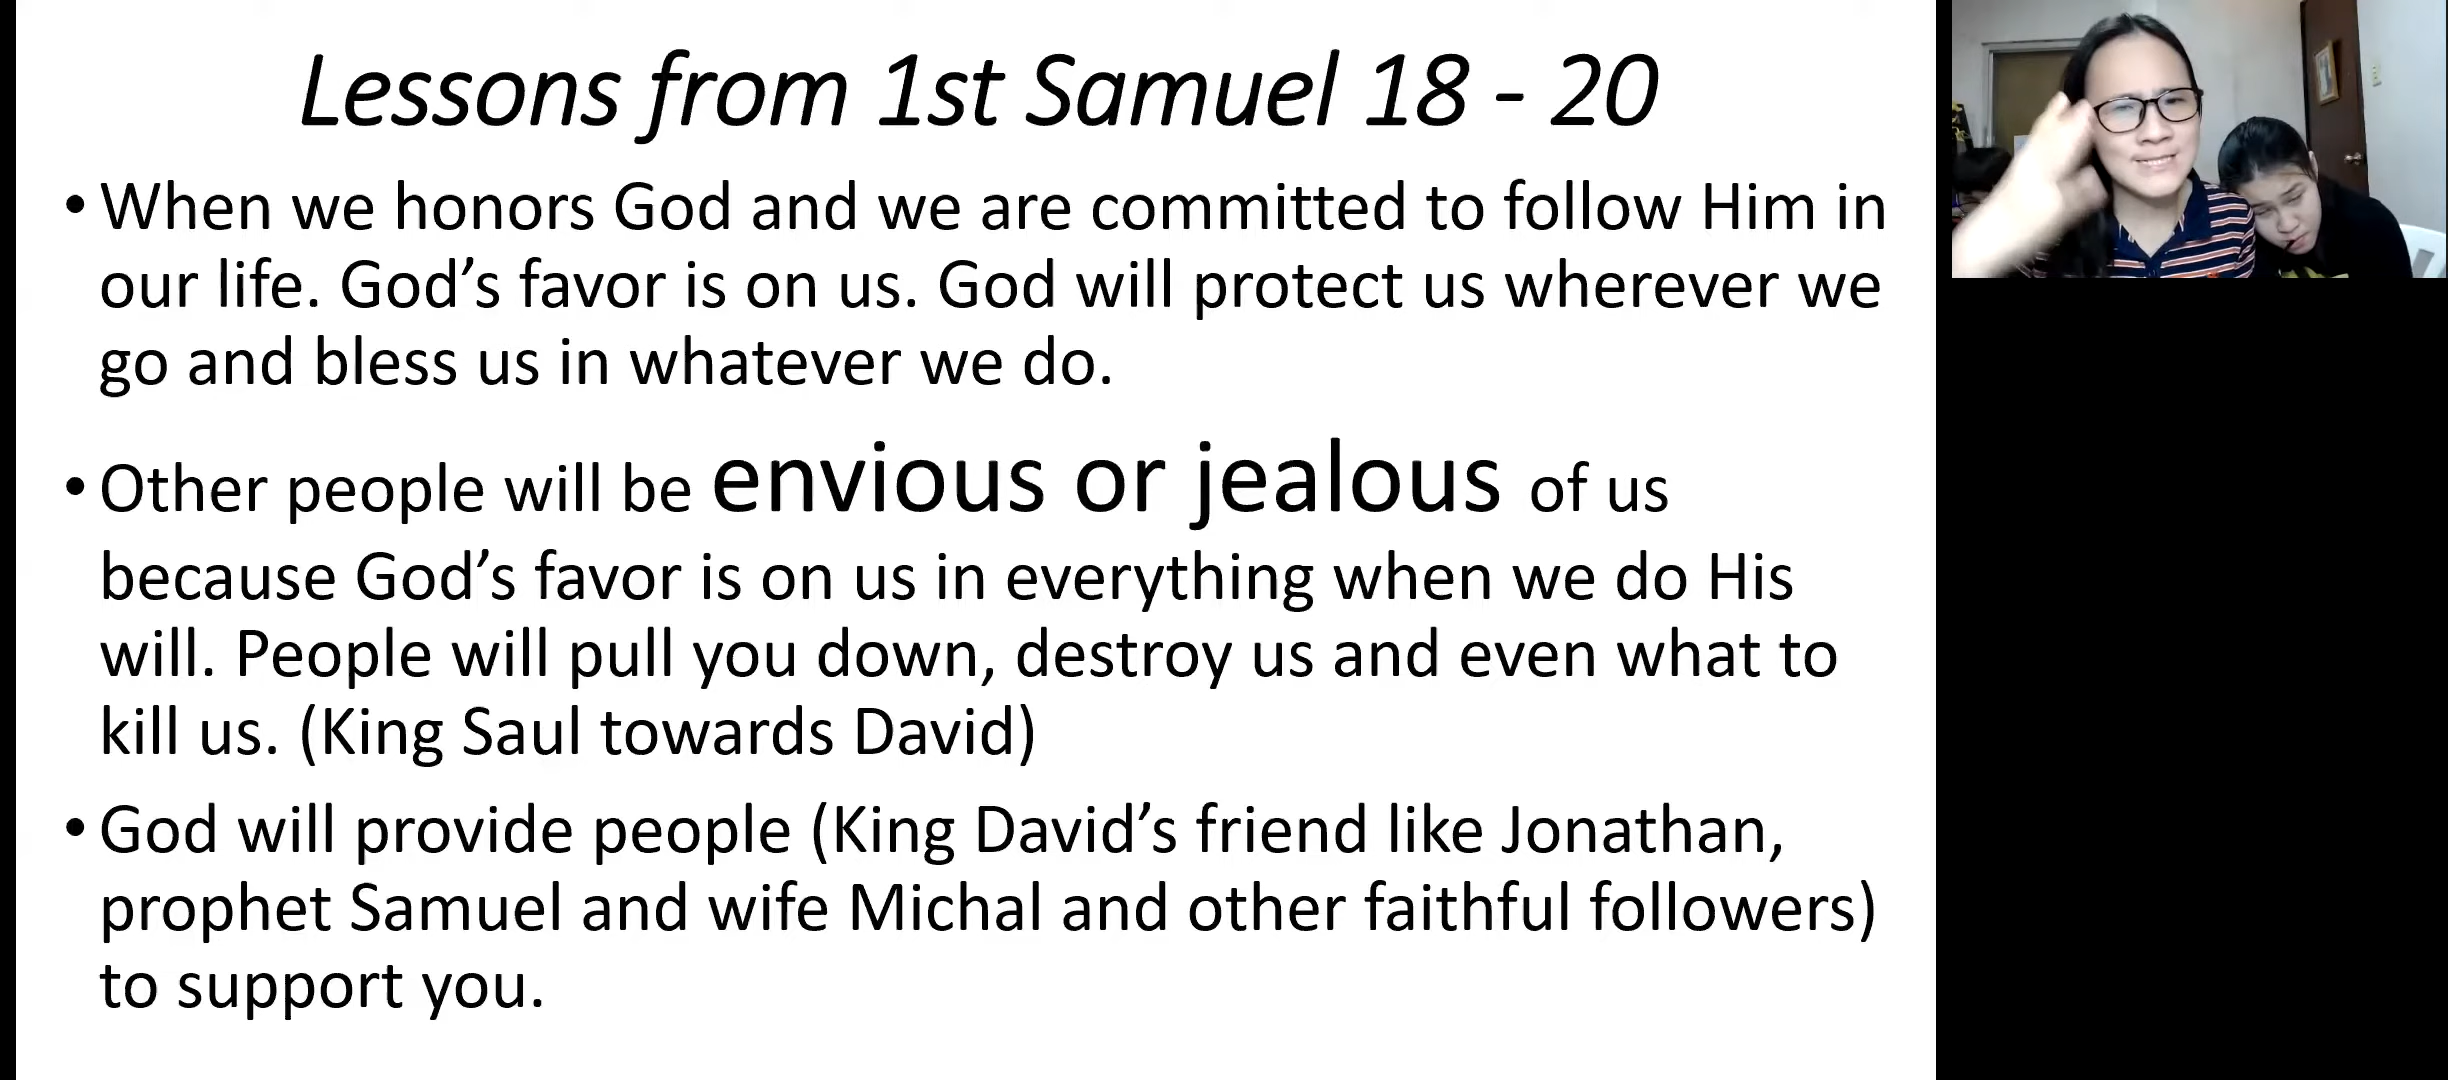 Lessons from 1st Samuel 18 - 20
• When we honors God and we are committed to follow Him in
our life. God’s favor is on us. God will protect us wherever we
go and bless us in whatever we do.
• Other people will be envious or jealous of us
because God’s favor is on us in everything when we do His
will. People will pull you down, destroy us and even what to
kill us. (King Saul towards David)
• God will provide people (King David’s friend like Jonathan,
prophet Samuel and wife Michal and other faithful followers)
to support you.